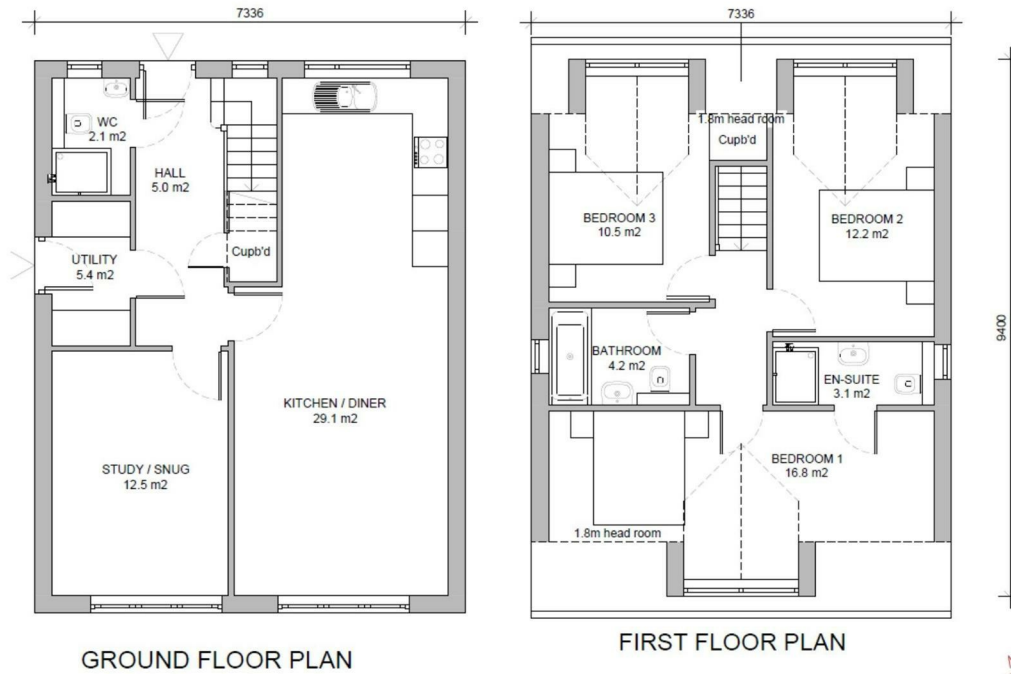 7336
WC
2.1 m2
HALL
5.0 m2
UTILITY
5.4 m2
Cupb'd
KITCHEN / DINER
29.1 m2
STUDY / SNUG
12.5 m2
GROUND FLOOR PLAN
7336
1.8m head room
Cupb'd
BEDROOM 3
10.5 m2
BEDROOM 2
12.2 m2
BATHROOM
4.2 m2
EN-SUITE
3.1 m2
BEDROOM 1
16.8 m2
1.8m head room
9400
FIRST FLOOR PLAN